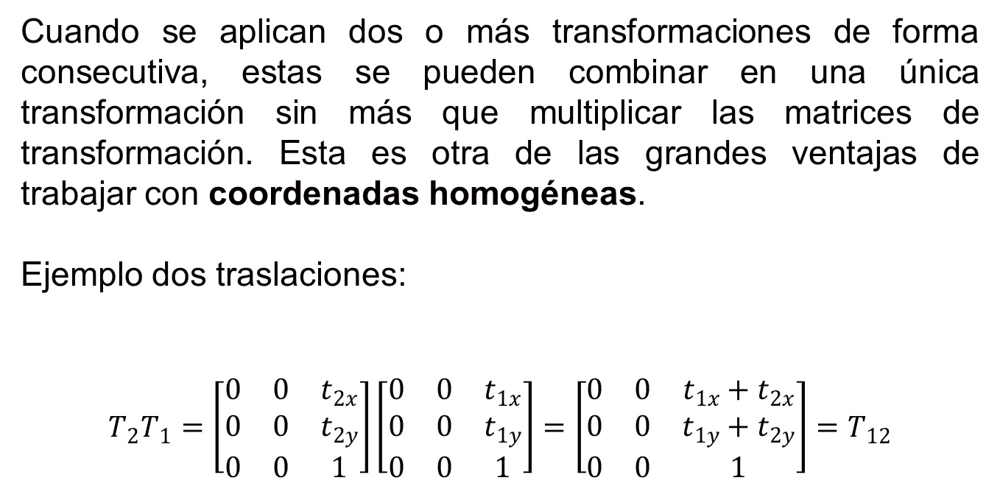 Cuando se aplican dos o más transformaciones de forma
consecutiva, estas se pueden combinar en una única
transformación sin más que multiplicar las matrices de
transformación. Esta es otra de las grandes ventajas de
trabajar con coordenadas homogéneas.
Ejemplo dos traslaciones:
$T_2T_1 = \begin{bmatrix} 0 & 0 & t_{2x} \\ 0 & 0 & t_{2y} \\ 0 & 0 & 1 \end{bmatrix} \begin{bmatrix} 0 & 0 & t_{1x} \\ 0 & 0 & t_{1y} \\ 0 & 0 & 1 \end{bmatrix} = \begin{bmatrix} 0 & 0 & t_{1x} + t_{2x} \\ 0 & 0 & t_{1y} + t_{2y} \\ 0 & 0 & 1 \end{bmatrix} = T_{12}$